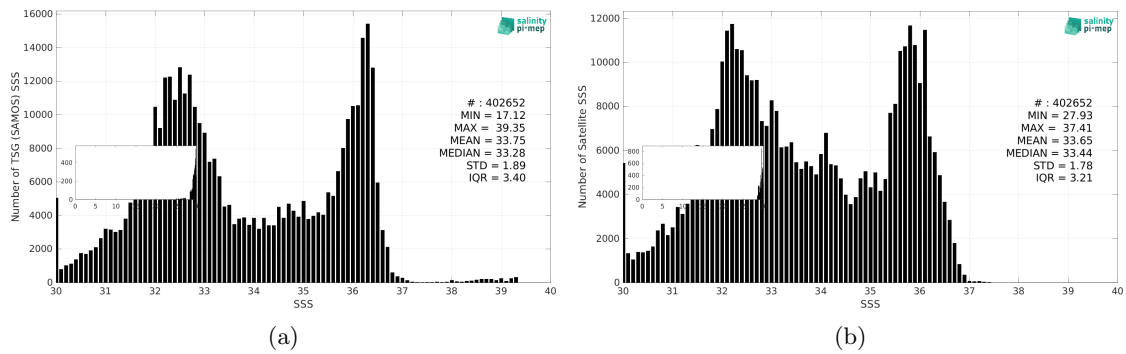 16000
14000
12000
10000
8000
6000
4000
2000
0
Number of TSG (SAMOS) SSS
salinity
pi-mep
# : 402652
MIN = 17.12
MAX = 39.35
MEAN = 33.75
MEDIAN = 33.28
STD = 1.89
IQR = 3.40
400
200
0
0 5 10 15
30 31 32 33 34 35 36 37 38 39 40
SSS
(a)
12000
10000
8000
6000
4000
2000
0
Number of Satellite SSS
salinity
pi-mep
# : 402652
MIN = 27.93
MAX = 37.41
MEAN = 33.65
MEDIAN = 33.44
STD = 1.78
IQR = 3.21
800
600
400
200
0
0 5 10 15
30 31 32 33 34 35 36 37 38 39 40
SSS
(b)